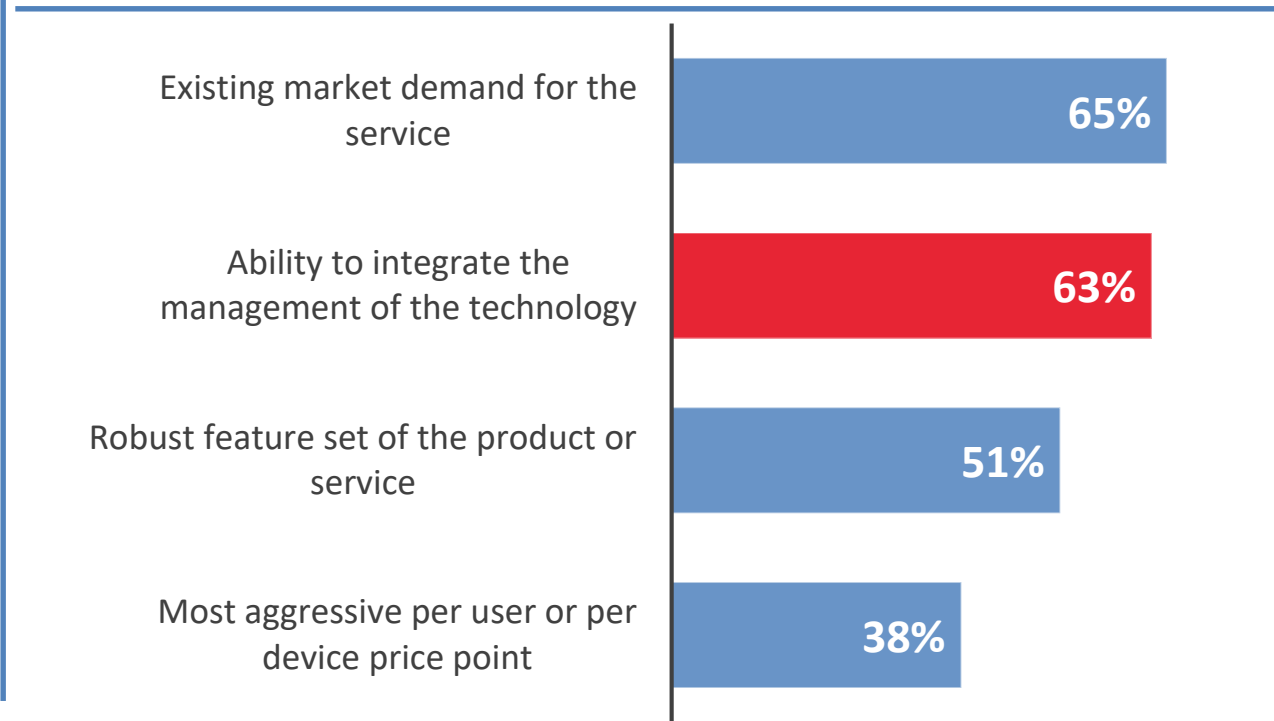 Existing market demand for the
service
65%
Ability to integrate the
management of the technology
63%
Robust feature set of the product or
service
51%
Most aggressive per user or per
device price point
38%